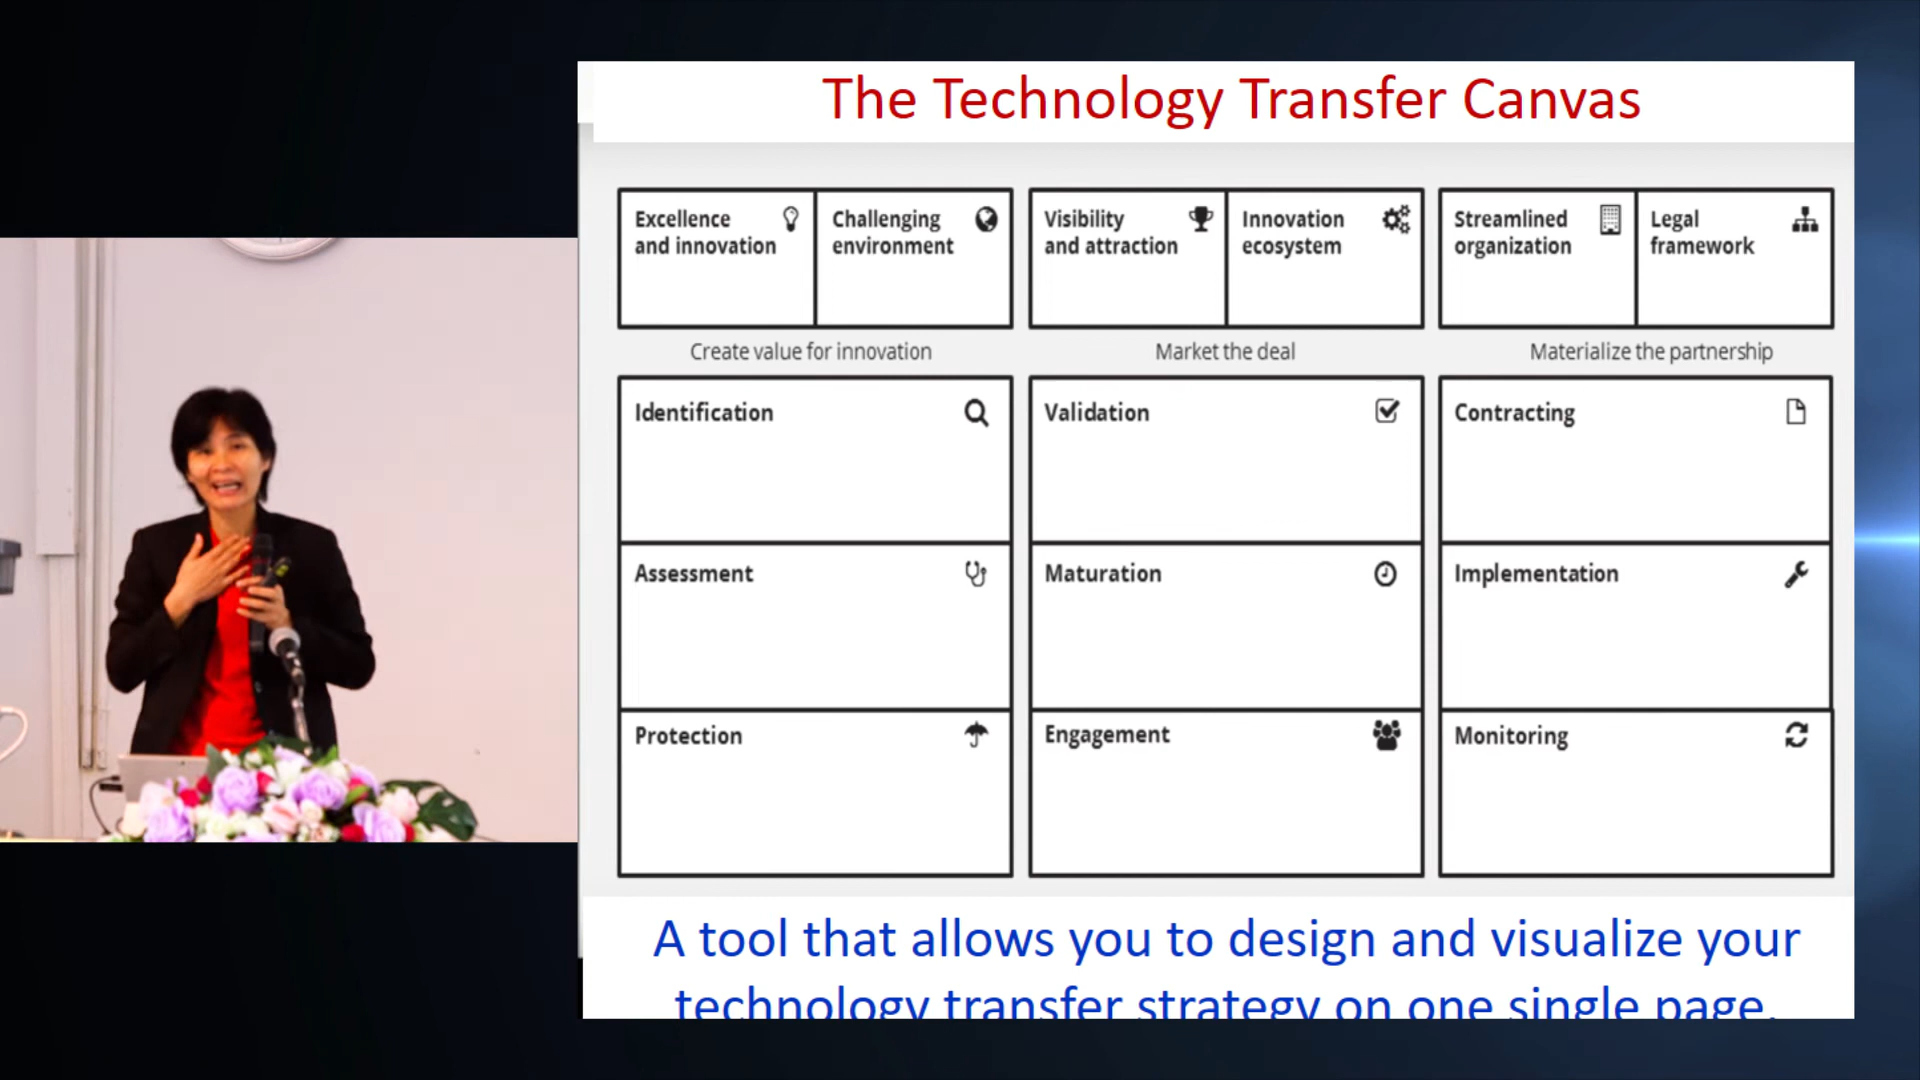 The Technology Transfer Canvas
Excellence
and innovation
Challenging
environment
Visibility
and attraction
Innovation
ecosystem
Streamlined
organization
Legal
framework
Create value for innovation
Market the deal
Materialize the partnership
Identification
Validation
Contracting
Assessment
Maturation
Implementation
Protection
Engagement
Monitoring
A tool that allows you to design and visualize your
technology transfer strategy on one single page.